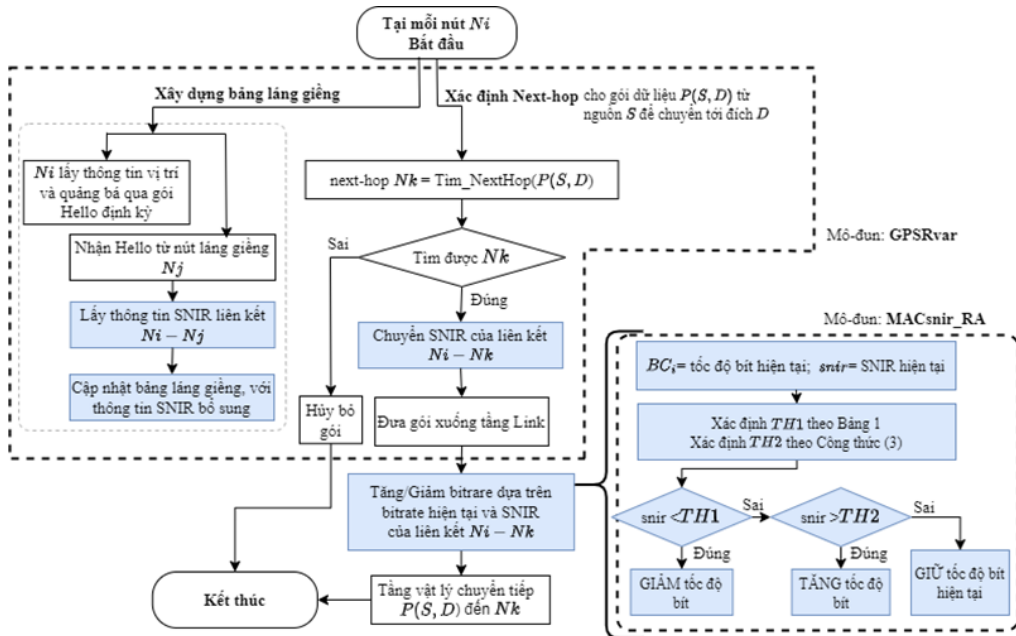 Tại mỗi nút Ni
Bắt đầu
Xây dựng bảng láng giềng
Xác định Next-hop cho gói dữ liệu P(S, D) từ
nguồn S để chuyển tới đích D
Ni lấy thông tin vị trí
và quảng bá qua gói
Hello định kỳ
Nhận Hello từ nút láng giềng
Nj
Lấy thông tin SNIR liên kết
Ni − Nj
Cập nhật bảng láng giềng, với
thông tin SNIR bổ sung
next-hop Nk = Tim_NextHop(P(S, D)
Sai
Tìm được Nk
Đúng
Chuyển SNIR của liên kết
Ni − Nk
Hủy bỏ
gói
Đưa gói xuống tầng Link
Mô-đun: GPSRvar
Tăng/Giảm bitrare dựa trên
bitrate hiện tại và SNIR
của liên kết Ni − Nk
Tầng vật lý chuyển tiếp
P(S, D) đến Nk
Kết thúc
Mô-đun: MACsnir_RA
BCi= tốc độ bít hiện tại; snir= SNIR hiện tại
Xác định TH1 theo Bảng 1
Xác định TH2 theo Công thức (3)
snir <TH1
Sai
snir >TH2
Sai
Đúng
Đúng
GIẢM tốc độ
bít
TĂNG tốc độ
bít
GIỮ tốc độ bít
hiện tại